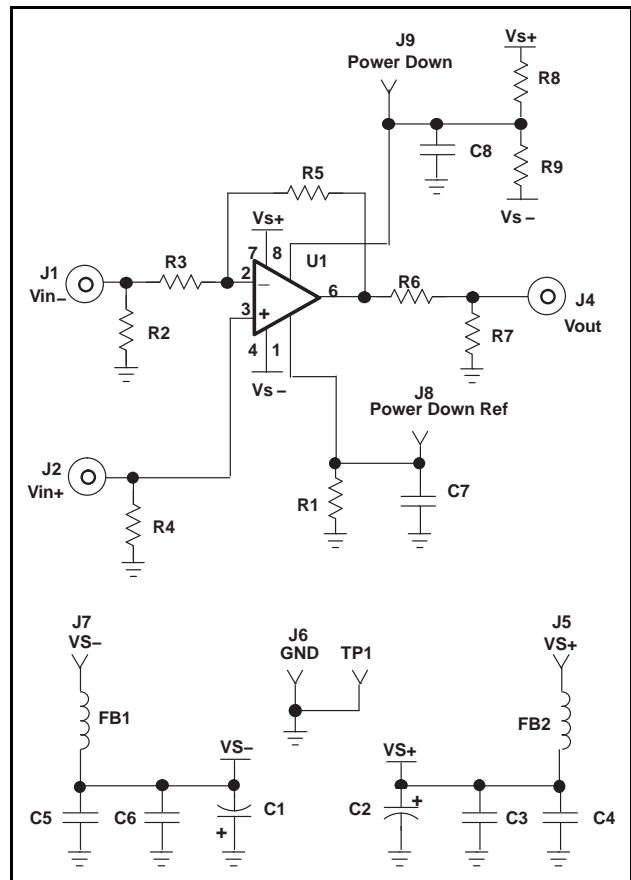 J9
Power Down
Vs+
R8
C8
R9
Vs–
R5
Vs+
7 8
U1
J1
Vin–
R3
2
–
3
+
6
R6
J4
Vout
R2
R7
4 1
Vs–
J8
Power Down Ref
J2
Vin+
R4
R1
C7
J7
VS–
J6
GND
TP1
J5
VS+
FB1
FB2
VS–
VS+
C5
C6
C1
+
C2
+
C3
C4